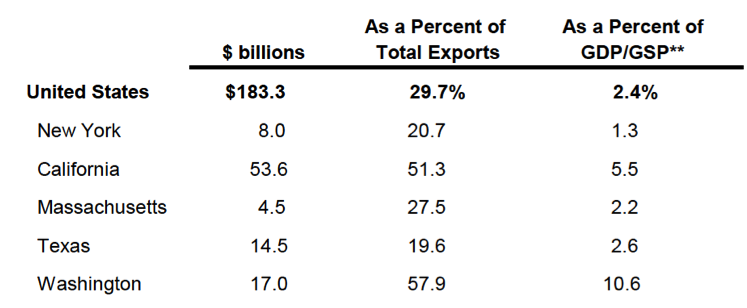 As a Percent of As a Percent of
$ billions Total Exports GDP/GSP**
United States $183.3 29.7% 2.4%
New York 8.0 20.7 1.3
California 53.6 51.3 5.5
Massachusetts 4.5 27.5 2.2
Texas 14.5 19.6 2.6
Washington 17.0 57.9 10.6